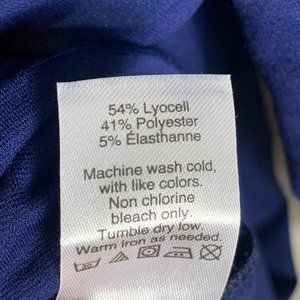 54% Lyocell
41% Polyester
5% Élasthanne
Machine wash cold,
with like colors.
Non chlorine
bleach only.
Tumble dry low.
Warm iron as needed.